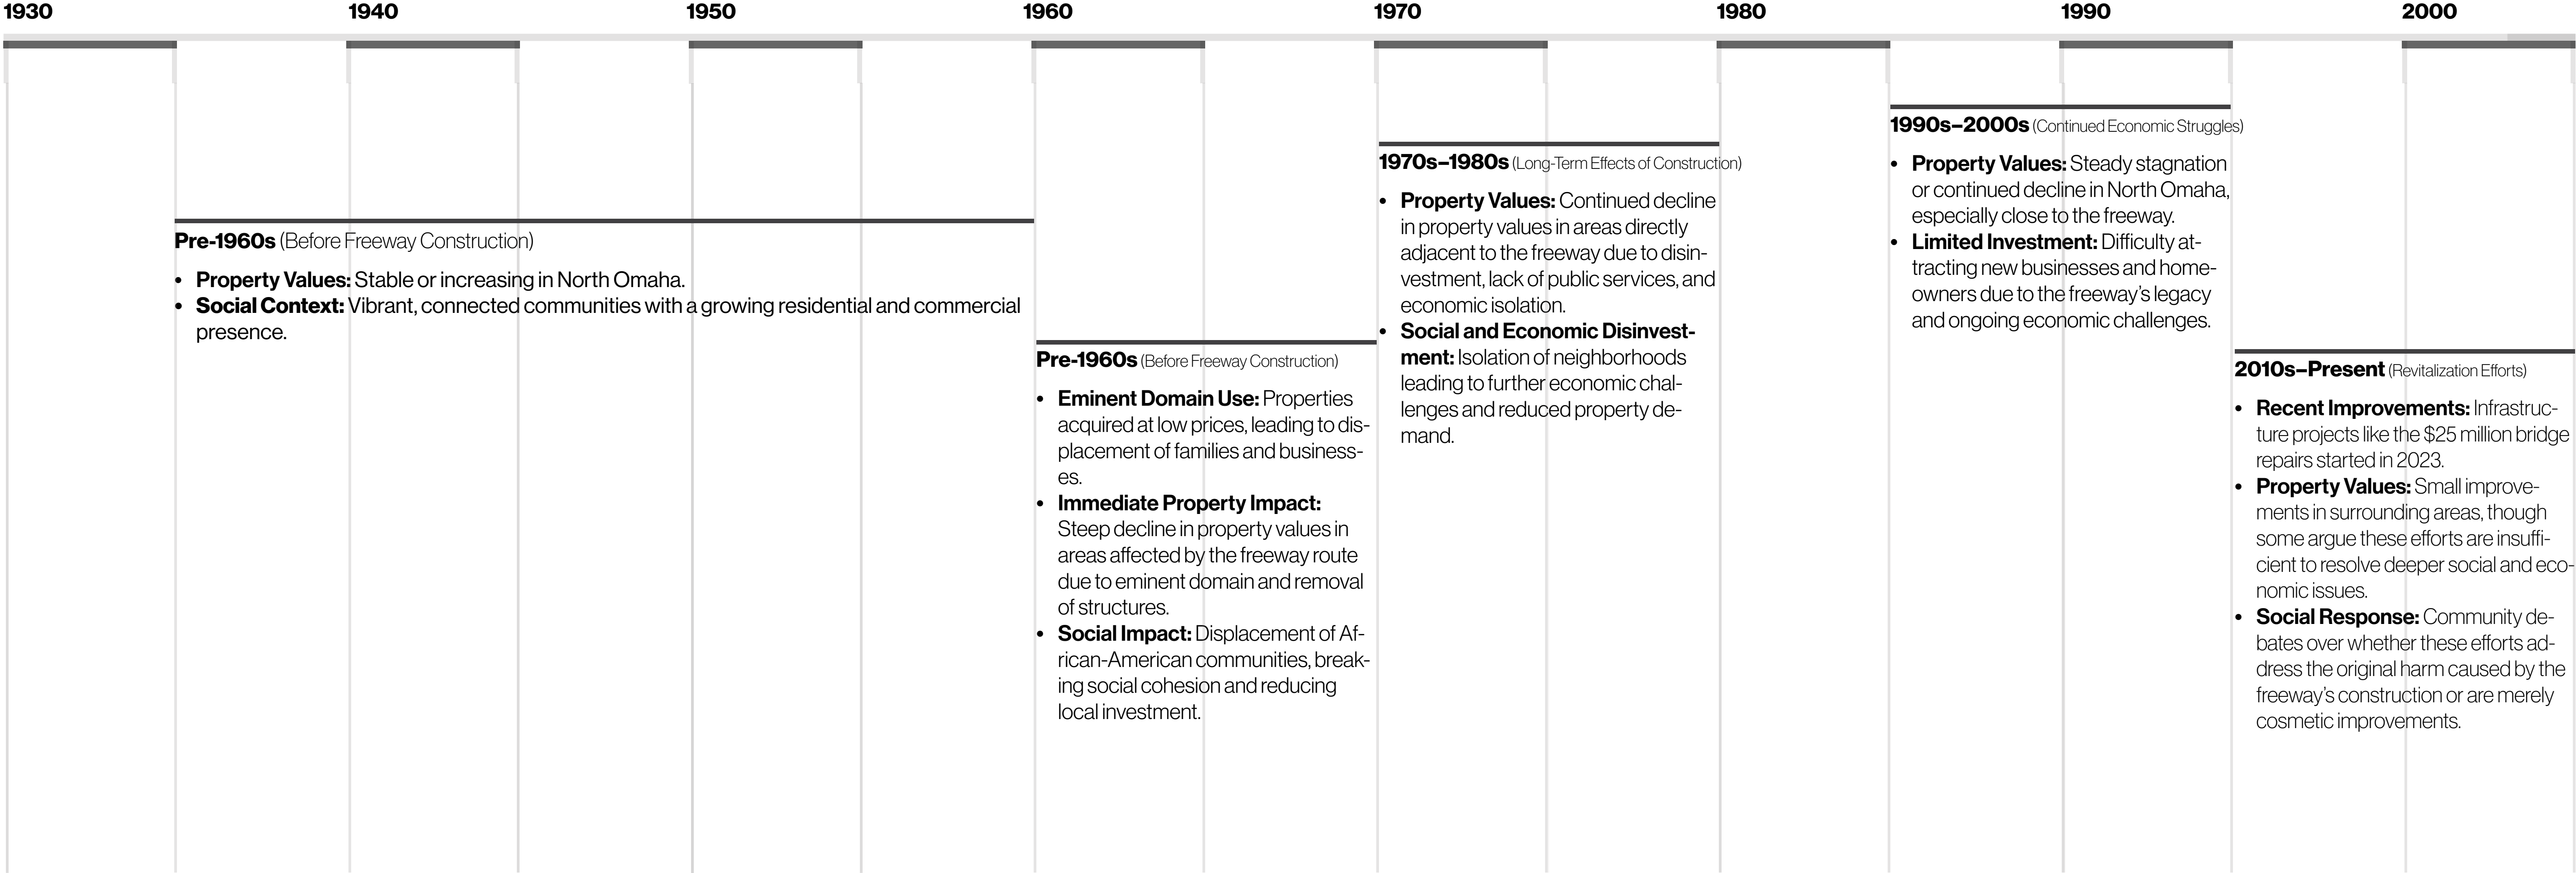 1930 1940 1950 1960 1970 1980 1990 2000
Pre-1960s (Before Freeway Construction)
• Property Values: Stable or increasing in North Omaha.
• Social Context: Vibrant, connected communities with a growing residential and commercial
presence.
Pre-1960s (Before Freeway Construction)
• Eminent Domain Use: Properties
acquired at low prices, leading to dis-
placement of families and business-
es.
• Immediate Property Impact:
Steep decline in property values in
areas affected by the freeway route
due to eminent domain and removal
of structures.
• Social Impact: Displacement of Af-
rican-American communities, break-
ing social cohesion and reducing
local investment.
1970s–1980s (Long-Term Effects of Construction)
• Property Values: Continued decline
in property values in areas directly
adjacent to the freeway due to disin-
vestment, lack of public services, and
economic isolation.
• Social and Economic Disinvest-
ment: Isolation of neighborhoods
leading to further economic chal-
lenges and reduced property de-
mand.
1990s–2000s (Continued Economic Struggles)
• Property Values: Steady stagnation
or continued decline in North Omaha,
especially close to the freeway.
• Limited Investment: Difficulty at-
tracting new businesses and home-
owners due to the freeway’s legacy
and ongoing economic challenges.
2010s–Present (Revitalization Efforts)
• Recent Improvements: Infrastruc-
ture projects like the $25 million bridge
repairs started in 2023.
• Property Values: Small improve-
ments in surrounding areas, though
some argue these efforts are insuffi-
cient to resolve deeper social and eco-
nomic issues.
• Social Response: Community de-
bates over whether these efforts ad-
dress the original harm caused by the
freeway’s construction or are merely
cosmetic improvements.